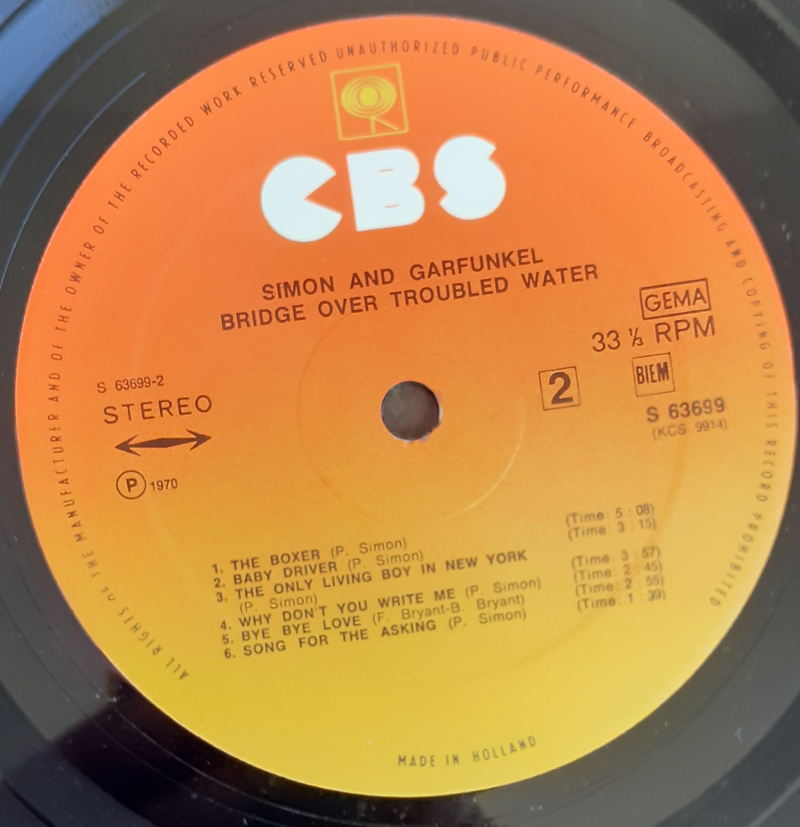 ALL RIGHTS OF THE MANUFACTURER AND OF THE OWNER OF THE RECORDED WORK RESERVED UNAUTHORIZED PUBLIC PERFORMANCE BROADCASTING AND COPYING OF THIS RECORD PROHIBITED
CBS
SIMON AND GARFUNKEL
BRIDGE OVER TROUBLED WATER
GEMA
33 ⅓ RPM
S 63699-2
STEREO
2
BIEM
S 63699
(KCS 9914)
P 1970
1. THE BOXER (P. Simon) (Time: 5 : 08)
2. BABY DRIVER (P. Simon) (Time: 3 : 15)
3. THE ONLY LIVING BOY IN NEW YORK
(P. Simon) (Time: 3 : 57)
4. WHY DON'T YOU WRITE ME (P. Simon) (Time: 2 : 45)
5. BYE BYE LOVE (F. Bryant-B. Bryant) (Time: 2 : 55)
6. SONG FOR THE ASKING (P. Simon) (Time: 1 : 39)
MADE IN HOLLAND